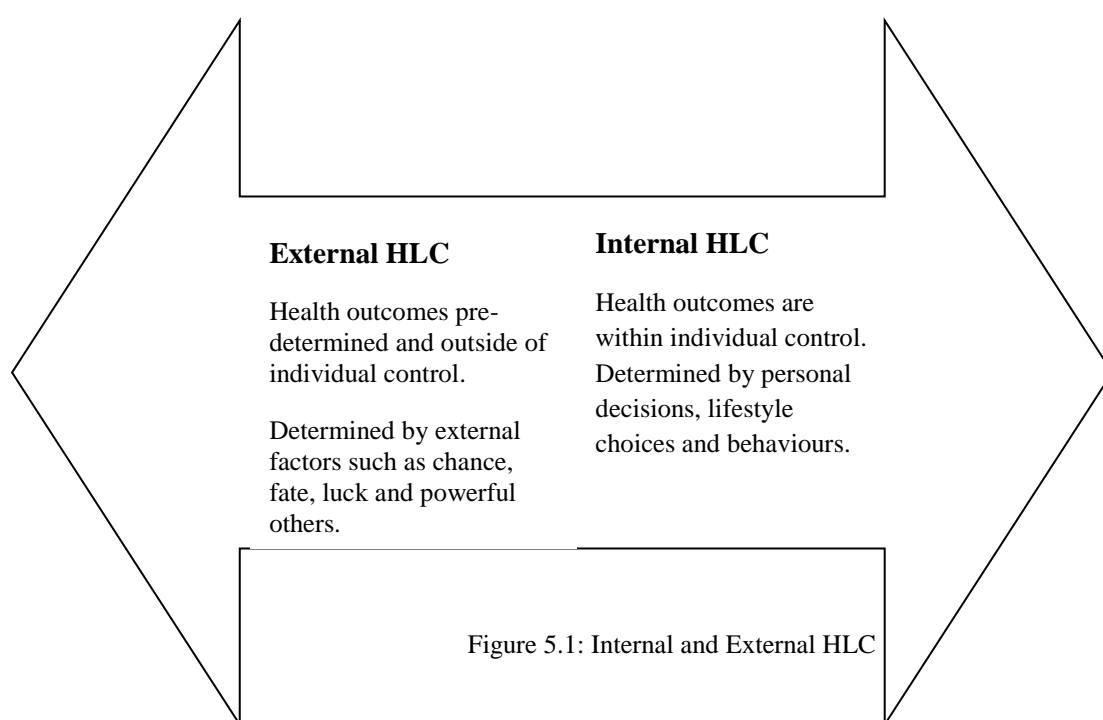 External HLC
Health outcomes pre-
determined and outside of
individual control.
Determined by external
factors such as chance,
fate, luck and powerful
others.
Internal HLC
Health outcomes are
within individual control.
Determined by personal
decisions, lifestyle
choices and behaviours.
Figure 5.1: Internal and External HLC